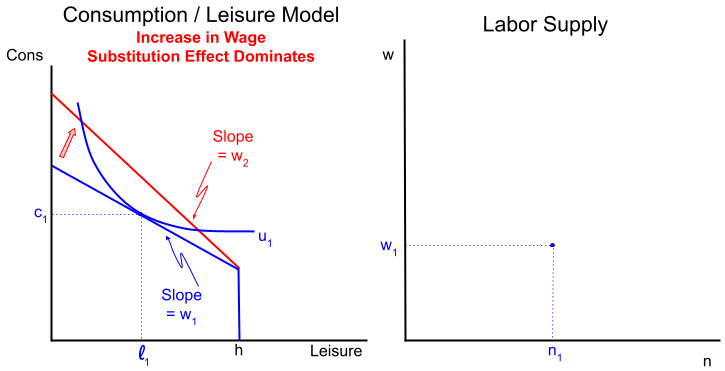 Consumption / Leisure Model
Increase in Wage
Substitution Effect Dominates
Cons
Slope
= w₂
c₁
u₁
Slope
= w₁
ℓ₁
h
Leisure
Labor Supply
w
w₁
n₁
n